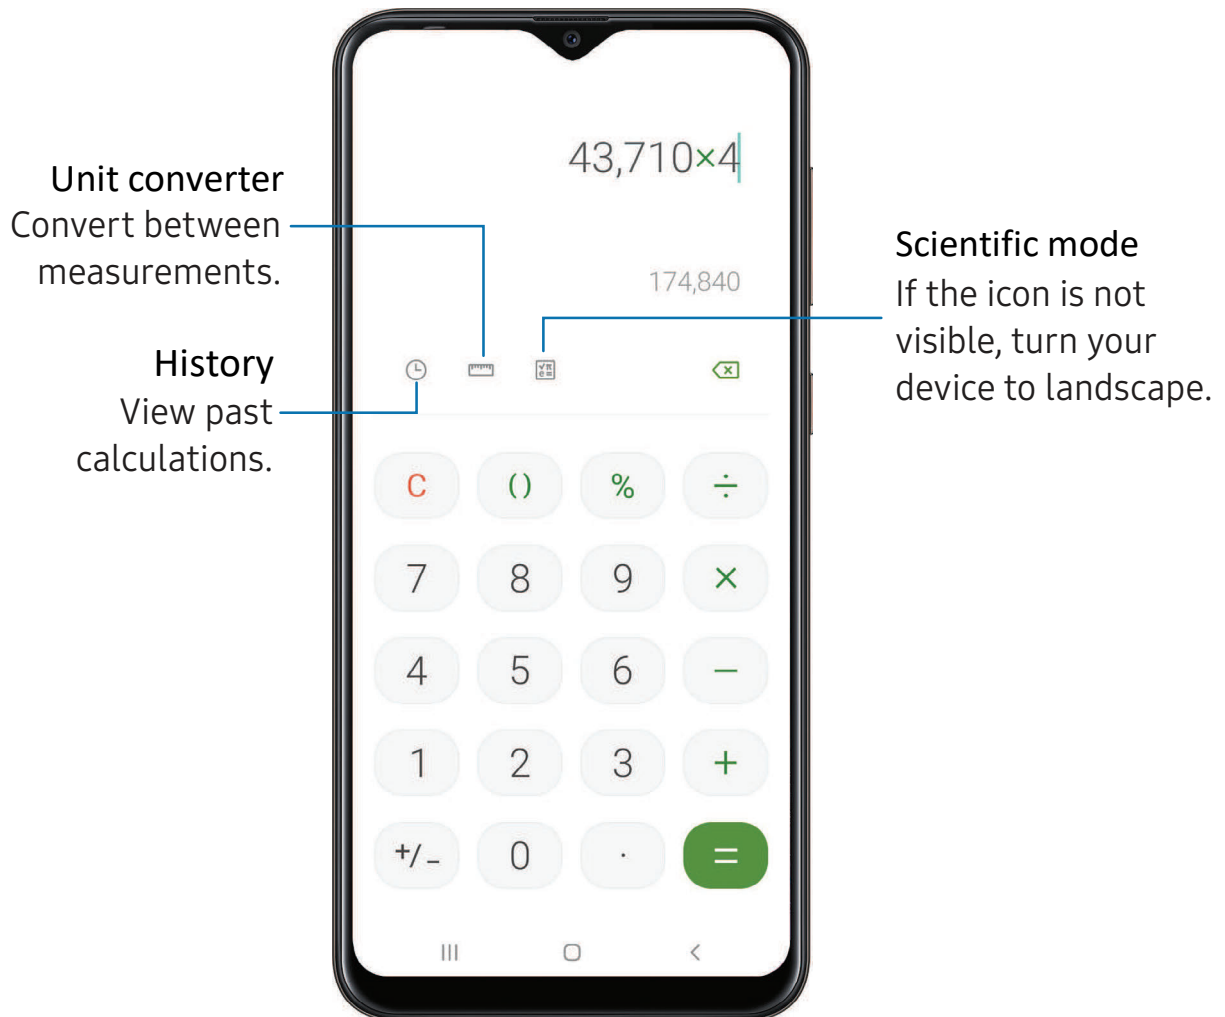 Unit converter
Convert between
measurements.
History
View past
calculations.
43,710×4
174,840
√π
e=
C
()
%
÷
7
8
9
×
4
5
6
−
1
2
3
+
+/-
0
.
=
Scientific mode
If the icon is not
visible, turn your
device to landscape.